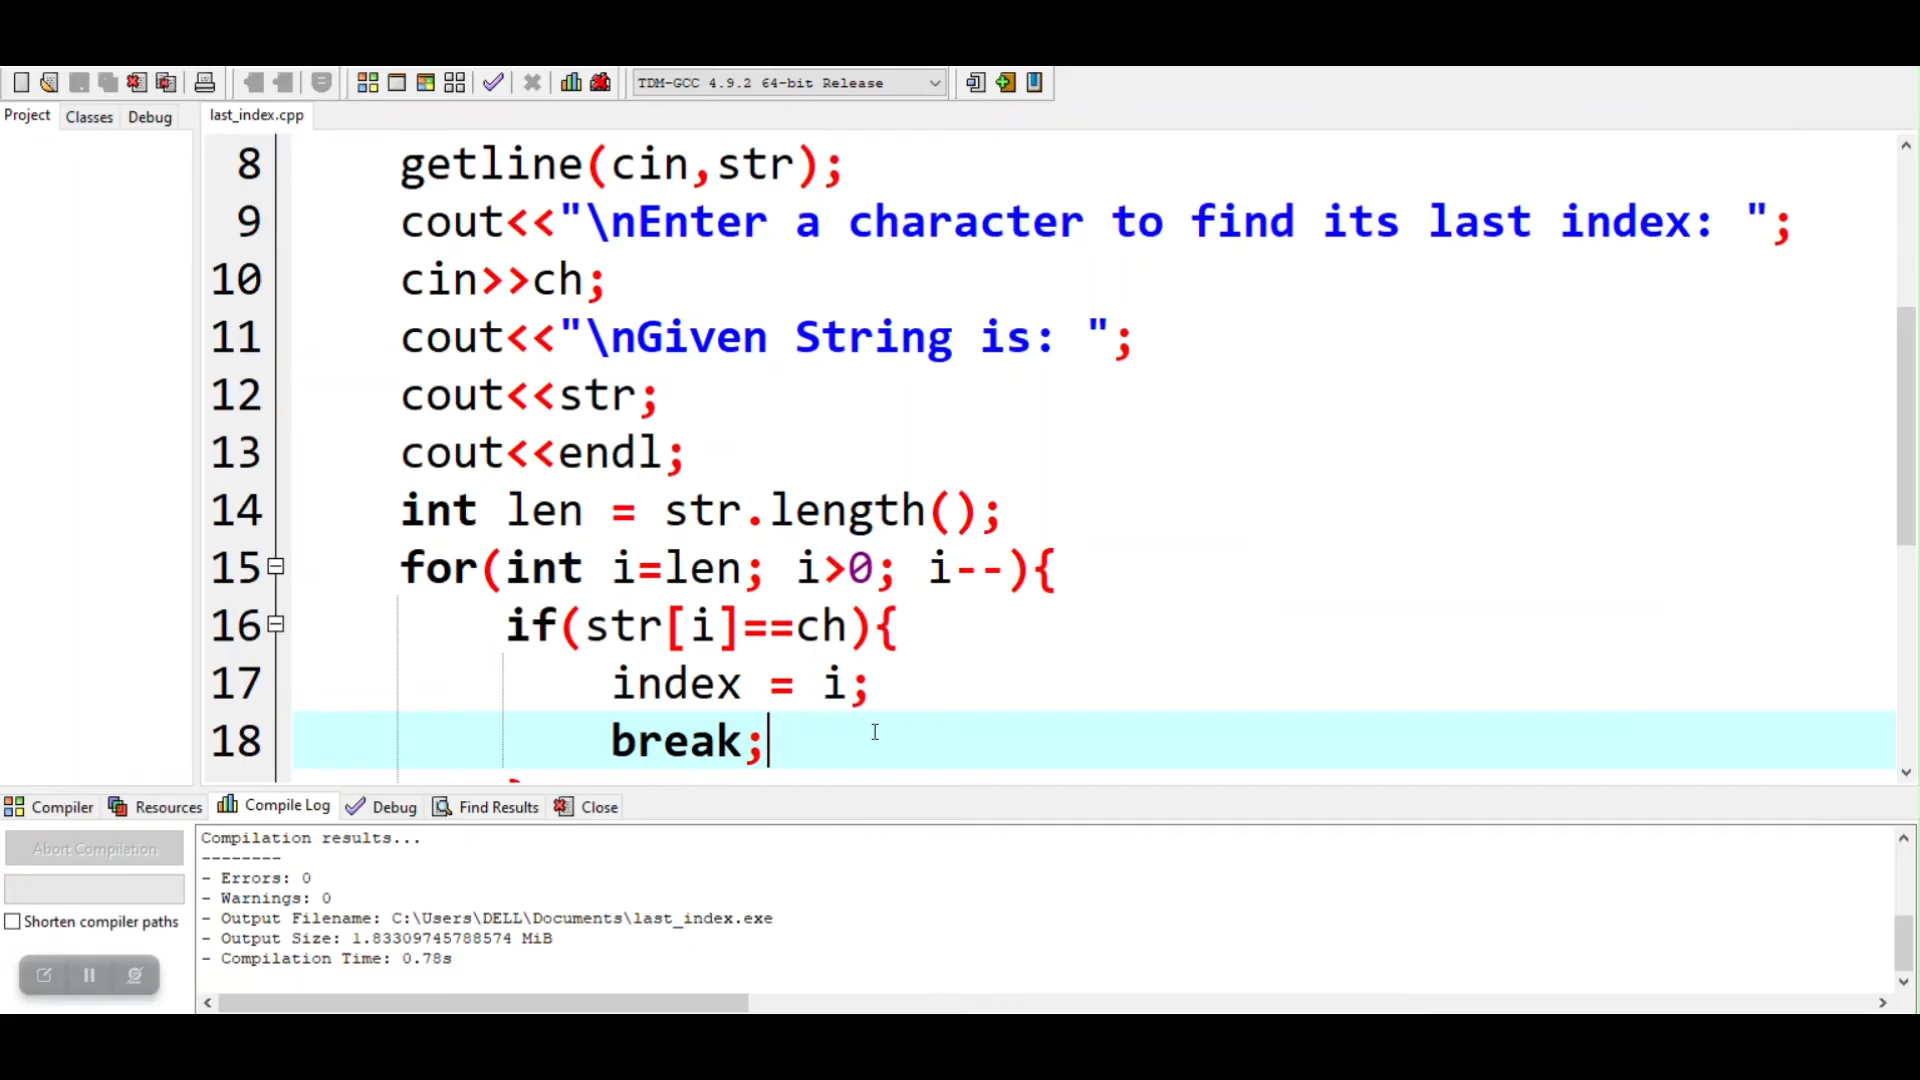 TDM-GCC 4.9.2 64-bit Release
Project Classes Debug
last_index.cpp
8 getline(cin,str);
9 cout<<"\nEnter a character to find its last index: ";
10 cin>>ch;
11 cout<<"\nGiven String is: ";
12 cout<<str;
13 cout<<endl;
14 int len = str.length();
15 for(int i=len; i>0; i--){
16 if(str[i]==ch){
17 index = i;
18 break;
Compiler Resources Compile Log Debug Find Results Close
Abort Compilation
Shorten compiler paths
Compilation results...
--------
- Errors: 0
- Warnings: 0
- Output Filename: C:\Users\DELL\Documents\last_index.exe
- Output Size: 1.83309745788574 MiB
- Compilation Time: 0.78s